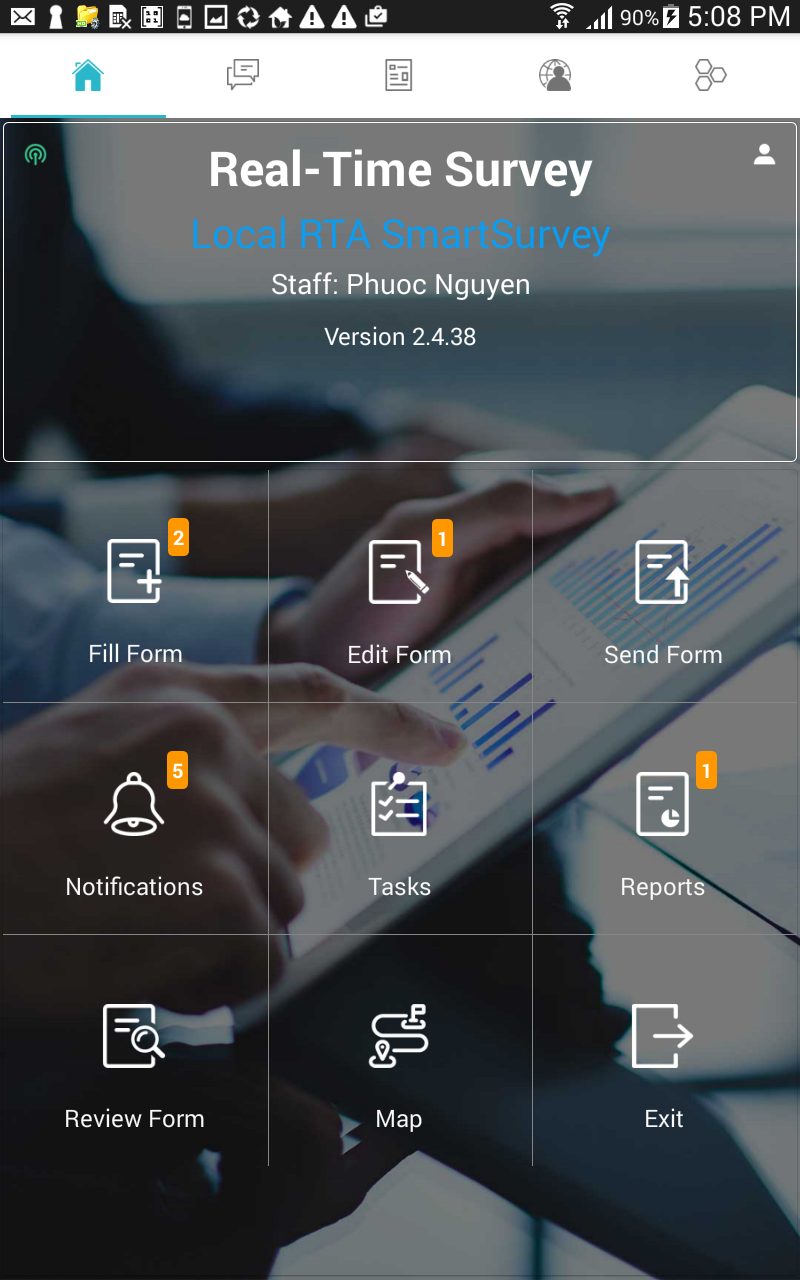 90% 5:08 PM
Real-Time Survey
Local RTA SmartSurvey
Staff: Phuoc Nguyen
Version 2.4.38
2 1
Fill Form Edit Form Send Form
5 1
Notifications Tasks Reports
Review Form Map Exit